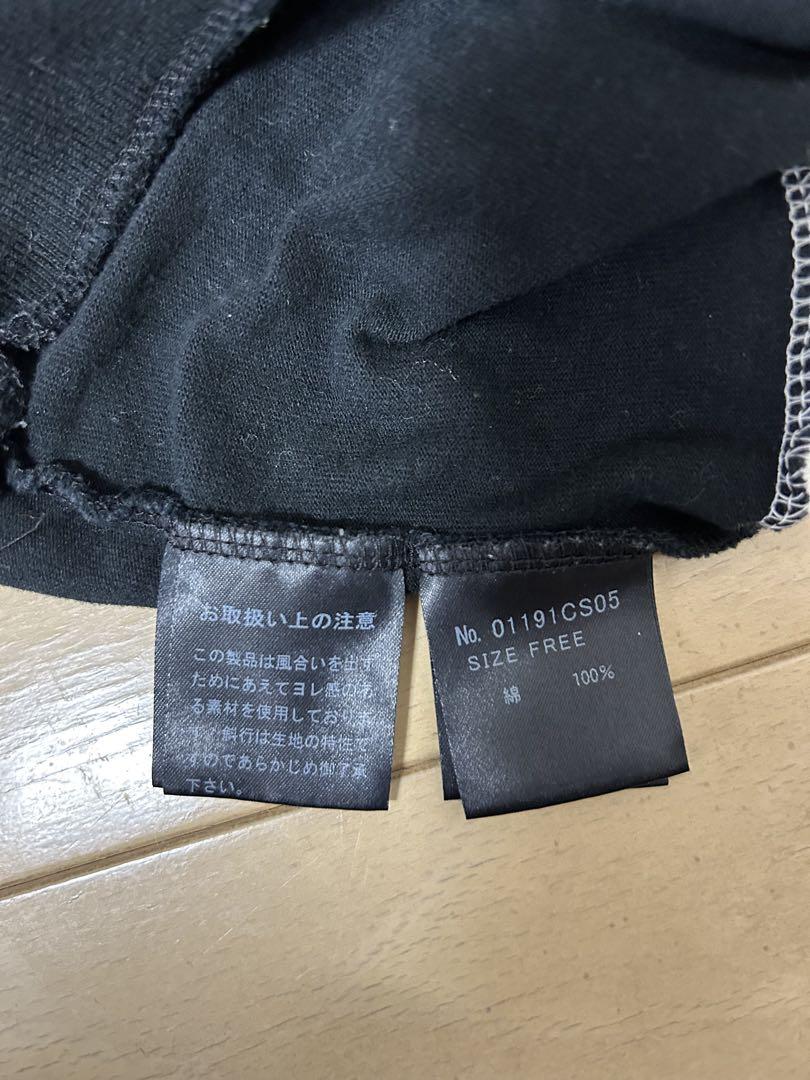 お取扱い上の注意
この製品は風合いを出す
ためにあえてヨレ感のあ
る素材を使用しており
斜行は生地の特性で
すのであらかじめ御了承
下さい。
No. 01191CS05
SIZE FREE
綿 100%